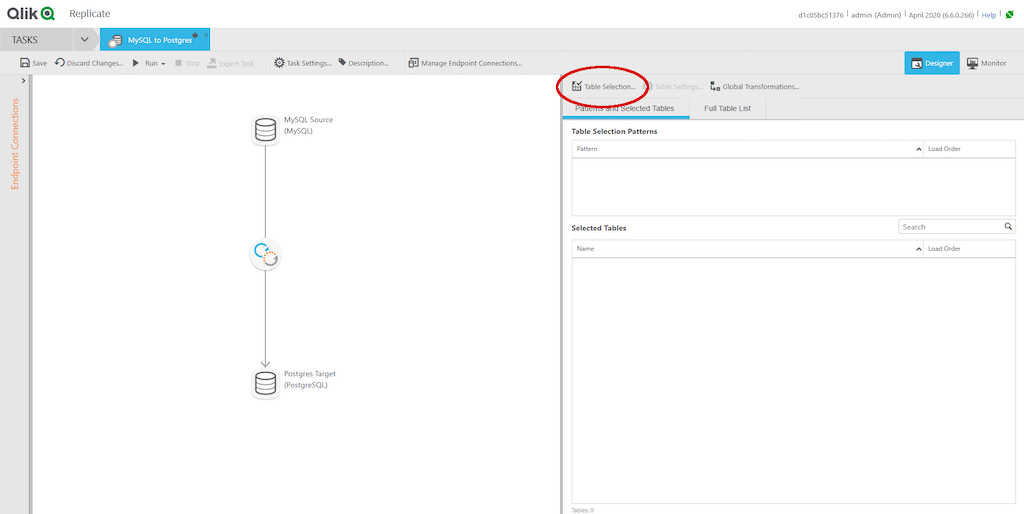 Qlik Replicate
d1c05bc51376 admin (Admin) April 2020 (6.6.0.266) Help
TASKS
MySQL to Postgres
Save Discard Changes... Run Stop Export Task Task Settings... Description... Manage Endpoint Connections... Designer Monitor
Endpoint Connections
MySQL Source
(MySQL)
Postgres Target
(PostgreSQL)
Table Selection... Table Settings... Global Transformations...
Patterns and Selected Tables Full Table List
Table Selection Patterns
Pattern Load Order
Selected Tables Search
Name Load Order
Tables: 0